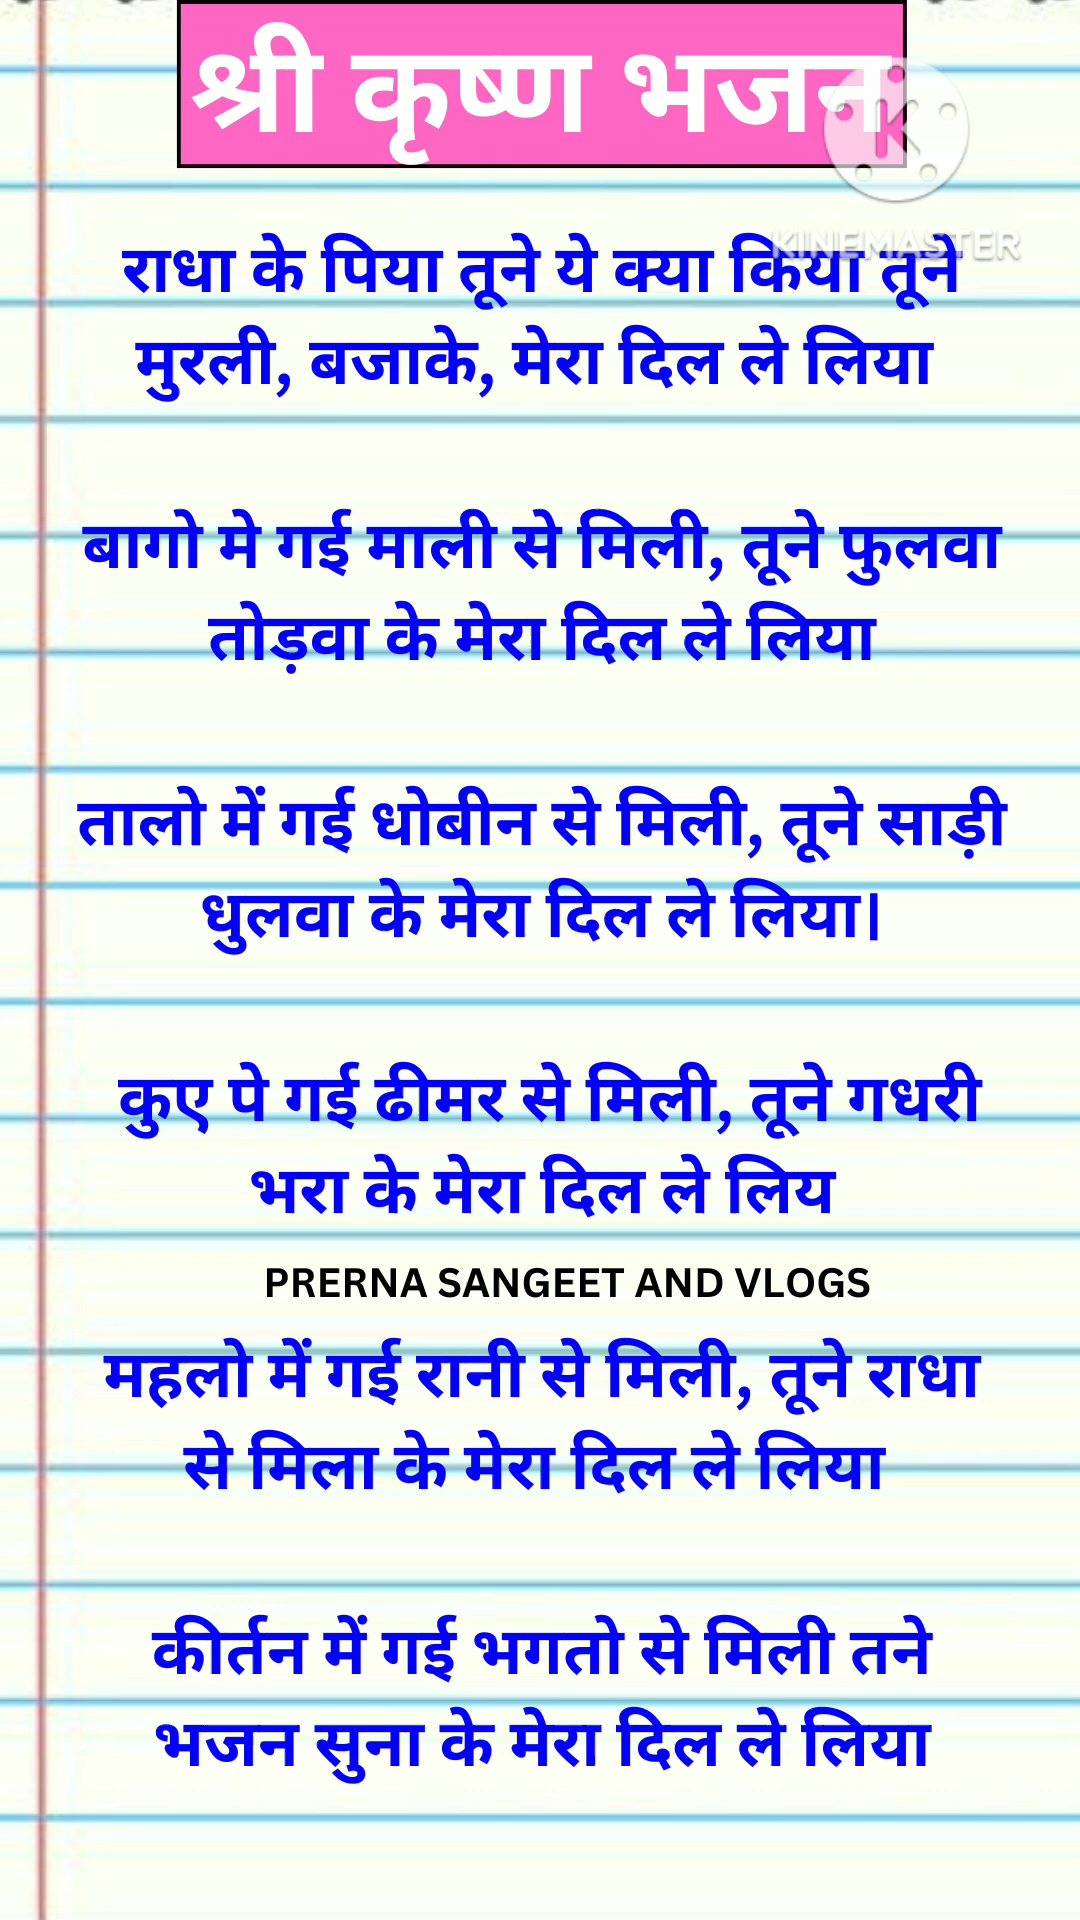 श्री कृष्ण भजन
KINEMASTER
राधा के पिया तूने ये क्या किया तूने
मुरली, बजाके, मेरा दिल ले लिया
बागो मे गई माली से मिली, तूने फुलवा
तोड़वा के मेरा दिल ले लिया
तालो में गई धोबीन से मिली, तूने साड़ी
धुलवा के मेरा दिल ले लिया।
कुए पे गई ढीमर से मिली, तूने गधरी
भरा के मेरा दिल ले लिय
PRERNA SANGEET AND VLOGS
महलो में गई रानी से मिली, तूने राधा
से मिला के मेरा दिल ले लिया
कीर्तन में गई भगतो से मिली तने
भजन सुना के मेरा दिल ले लिया